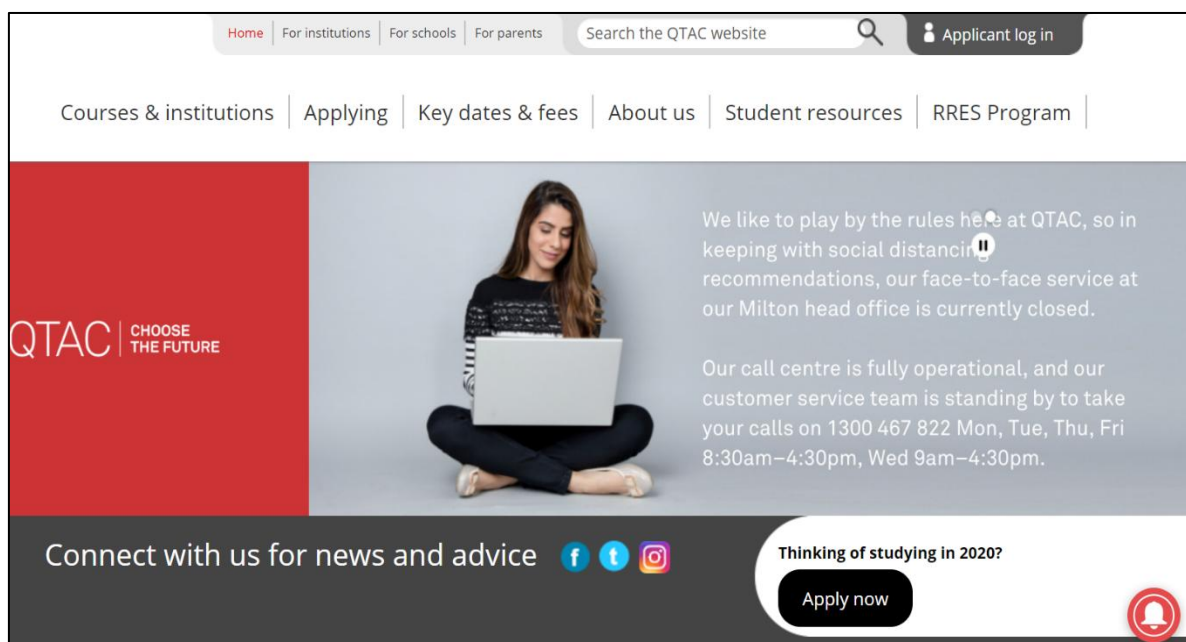 Home For institutions For schools For parents Search the QTAC website Applicant log in
Courses & institutions Applying Key dates & fees About us Student resources RRES Program
We like to play by the rules here at QTAC, so in
keeping with social distancing
recommendations, our face-to-face service at
our Milton head office is currently closed.
QTAC CHOOSE
THE FUTURE
Our call centre is fully operational, and our
customer service team is standing by to take
your calls on 1300 467 822 Mon, Tue, Thu, Fri
8:30am–4:30pm, Wed 9am–4:30pm.
Connect with us for news and advice
Thinking of studying in 2020?
Apply now